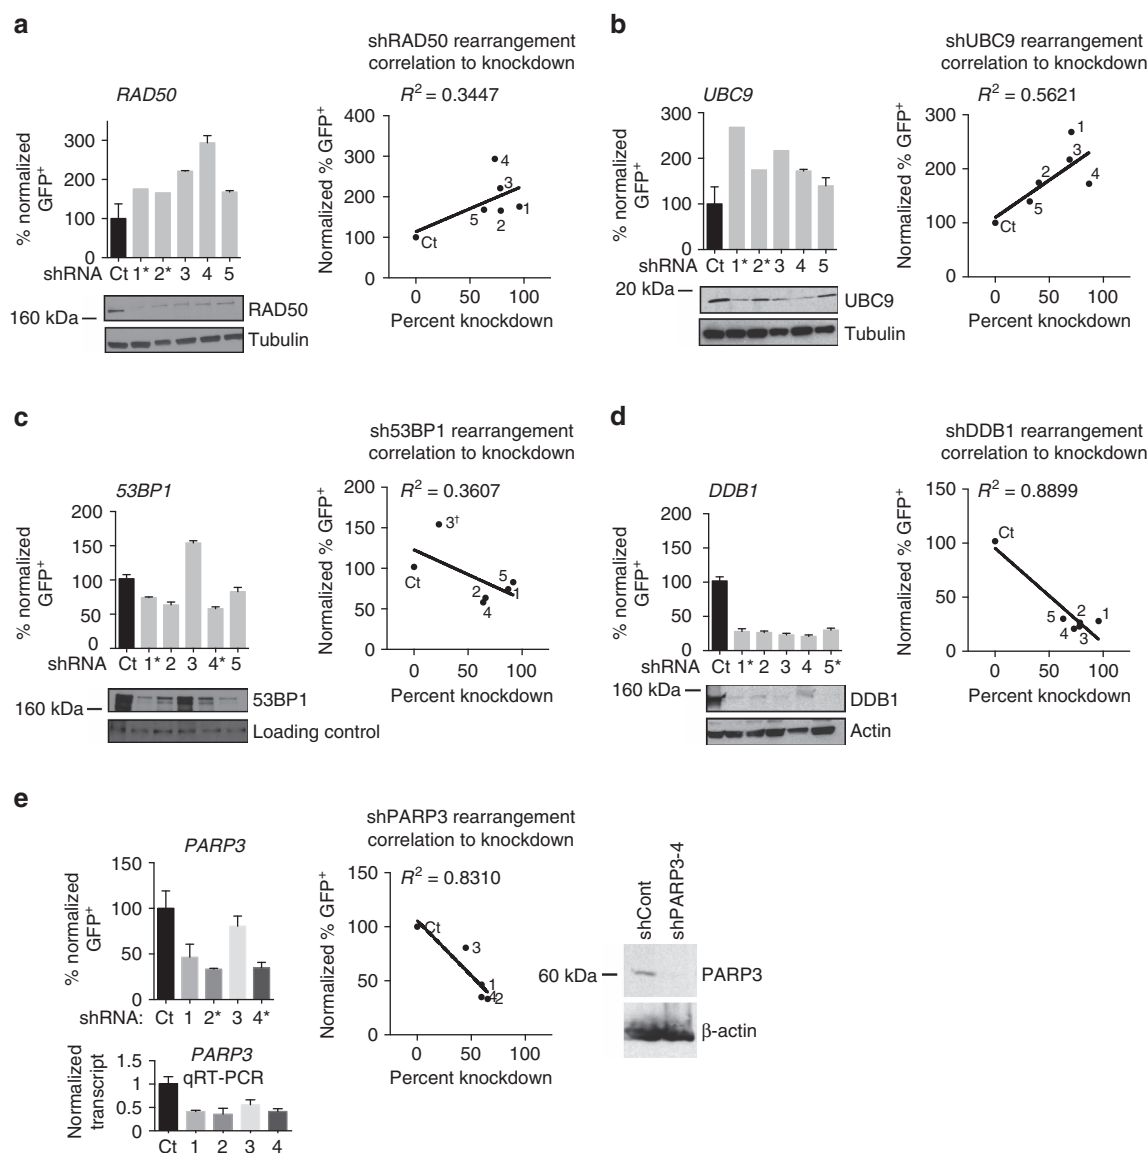 a
RAD50
% normalized
GFP+
300
200
100
0
shRNA Ct 1* 2* 3 4 5
160 kDa
RAD50
Tubulin
shRAD50 rearrangement
correlation to knockdown
R2 = 0.3447
Normalized % GFP+
400
300
200
100
0
4
3
5
2
1
Ct
0 50 100
Percent knockdown
b
UBC9
% normalized
GFP+
300
200
100
0
shRNA Ct 1* 2* 3 4 5
20 kDa
UBC9
Tubulin
shUBC9 rearrangement
correlation to knockdown
R2 = 0.5621
Normalized % GFP+
300
200
100
0
1
3
2
4
5
Ct
0 50 100
Percent knockdown
c
53BP1
% normalized
GFP+
200
150
100
50
0
shRNA Ct 1* 2 3 4* 5
160 kDa
53BP1
Loading control
sh53BP1 rearrangement
correlation to knockdown
R2 = 0.3607
Normalized % GFP+
200
150
100
50
0
3†
Ct
5
2
1
4
0 50 100
Percent knockdown
d
DDB1
% normalized
GFP+
200
150
100
50
0
shRNA Ct 1* 2 3 4 5*
160 kDa
DDB1
Actin
shDDB1 rearrangement
correlation to knockdown
R2 = 0.8899
Normalized % GFP+
150
100
50
0
Ct
5
2
1
4
3
0 50 100
Percent knockdown
e
PARP3
% normalized
GFP+
150
100
50
0
shRNA: Ct 1 2* 3 4*
PARP3
qRT-PCR
Normalized
transcript
1.5
1
0.5
0
Ct 1 2 3 4
shPARP3 rearrangement
correlation to knockdown
R2 = 0.8310
Normalized % GFP+
150
100
50
0
Ct
3
1
4
2
0 50 100
Percent knockdown
shCont
shPARP3-4
60 kDa
PARP3
β-actin